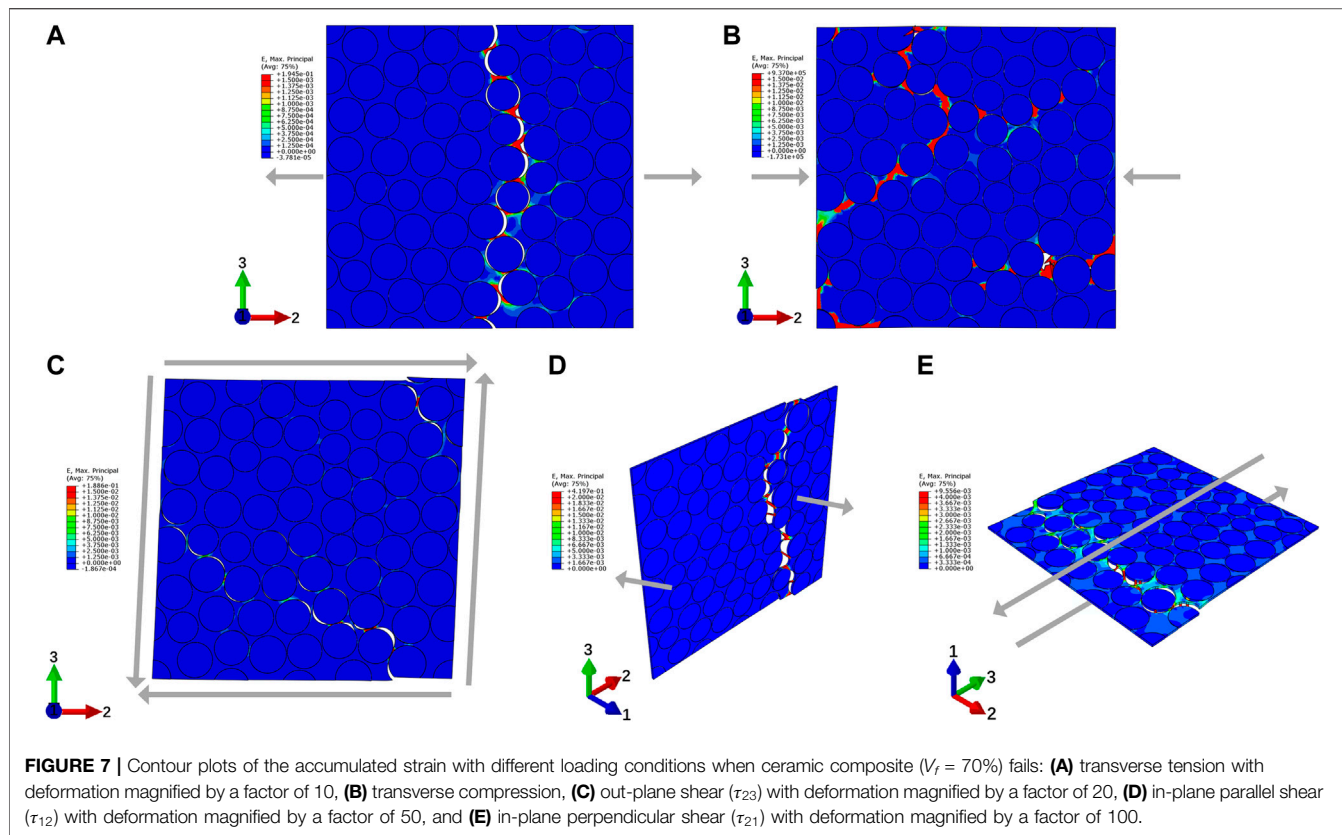 A
E, Max. Principal
(Avg: 75%)
+1.945e-01
+1.500e-03
+1.375e-03
+1.250e-03
+1.125e-03
+1.000e-03
+8.750e-04
+7.500e-04
+6.250e-04
+5.000e-04
+3.750e-04
+2.500e-04
+1.250e-04
+0.000e+00
-3.781e-05
3
1
2
B
E, Max. Principal
(Avg: 75%)
+9.370e+05
+1.500e-02
+1.375e-02
+1.250e-02
+1.125e-02
+1.000e-02
+8.750e-03
+7.500e-03
+6.250e-03
+5.000e-03
+3.750e-03
+2.500e-03
+1.250e-03
+0.000e+00
-1.731e+05
3
1
2
C
E, Max. Principal
(Avg: 75%)
+1.886e-01
+1.500e-02
+1.375e-02
+1.250e-02
+1.125e-02
+1.000e-02
+8.750e-03
+7.500e-03
+6.250e-03
+5.000e-03
+3.750e-03
+2.500e-03
+1.250e-03
+0.000e+00
-1.867e-04
3
1
2
D
E, Max. Principal
(Avg: 75%)
+4.197e-01
+2.000e-02
+1.833e-02
+1.667e-02
+1.500e-02
+1.333e-02
+1.167e-02
+1.000e-02
+8.333e-03
+6.667e-03
+5.000e-03
+3.333e-03
+1.667e-03
+0.000e+00
3
2
1
E
E, Max. Principal
(Avg: 75%)
+9.556e-03
+4.000e-03
+3.667e-03
+3.333e-03
+3.000e-03
+2.667e-03
+2.333e-03
+2.000e-03
+1.667e-03
+1.333e-03
+1.000e-03
+6.667e-04
+3.333e-04
+0.000e+00
1
3
2
FIGURE 7 | Contour plots of the accumulated strain with different loading conditions when ceramic composite (V_f = 70%) fails: (A) transverse tension with
deformation magnified by a factor of 10, (B) transverse compression, (C) out-plane shear (τ₂₃) with deformation magnified by a factor of 20, (D) in-plane parallel shear
(τ₁₂) with deformation magnified by a factor of 50, and (E) in-plane perpendicular shear (τ₂₁) with deformation magnified by a factor of 100.